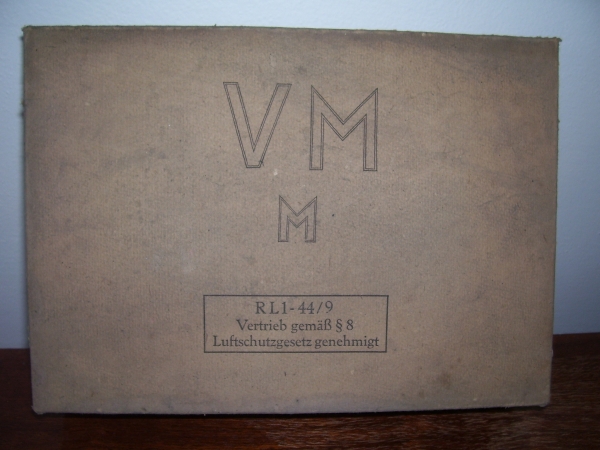 VM
M
RL1-44/9
Vertrieb gemäß § 8
Luftschutzgesetz genehmigt